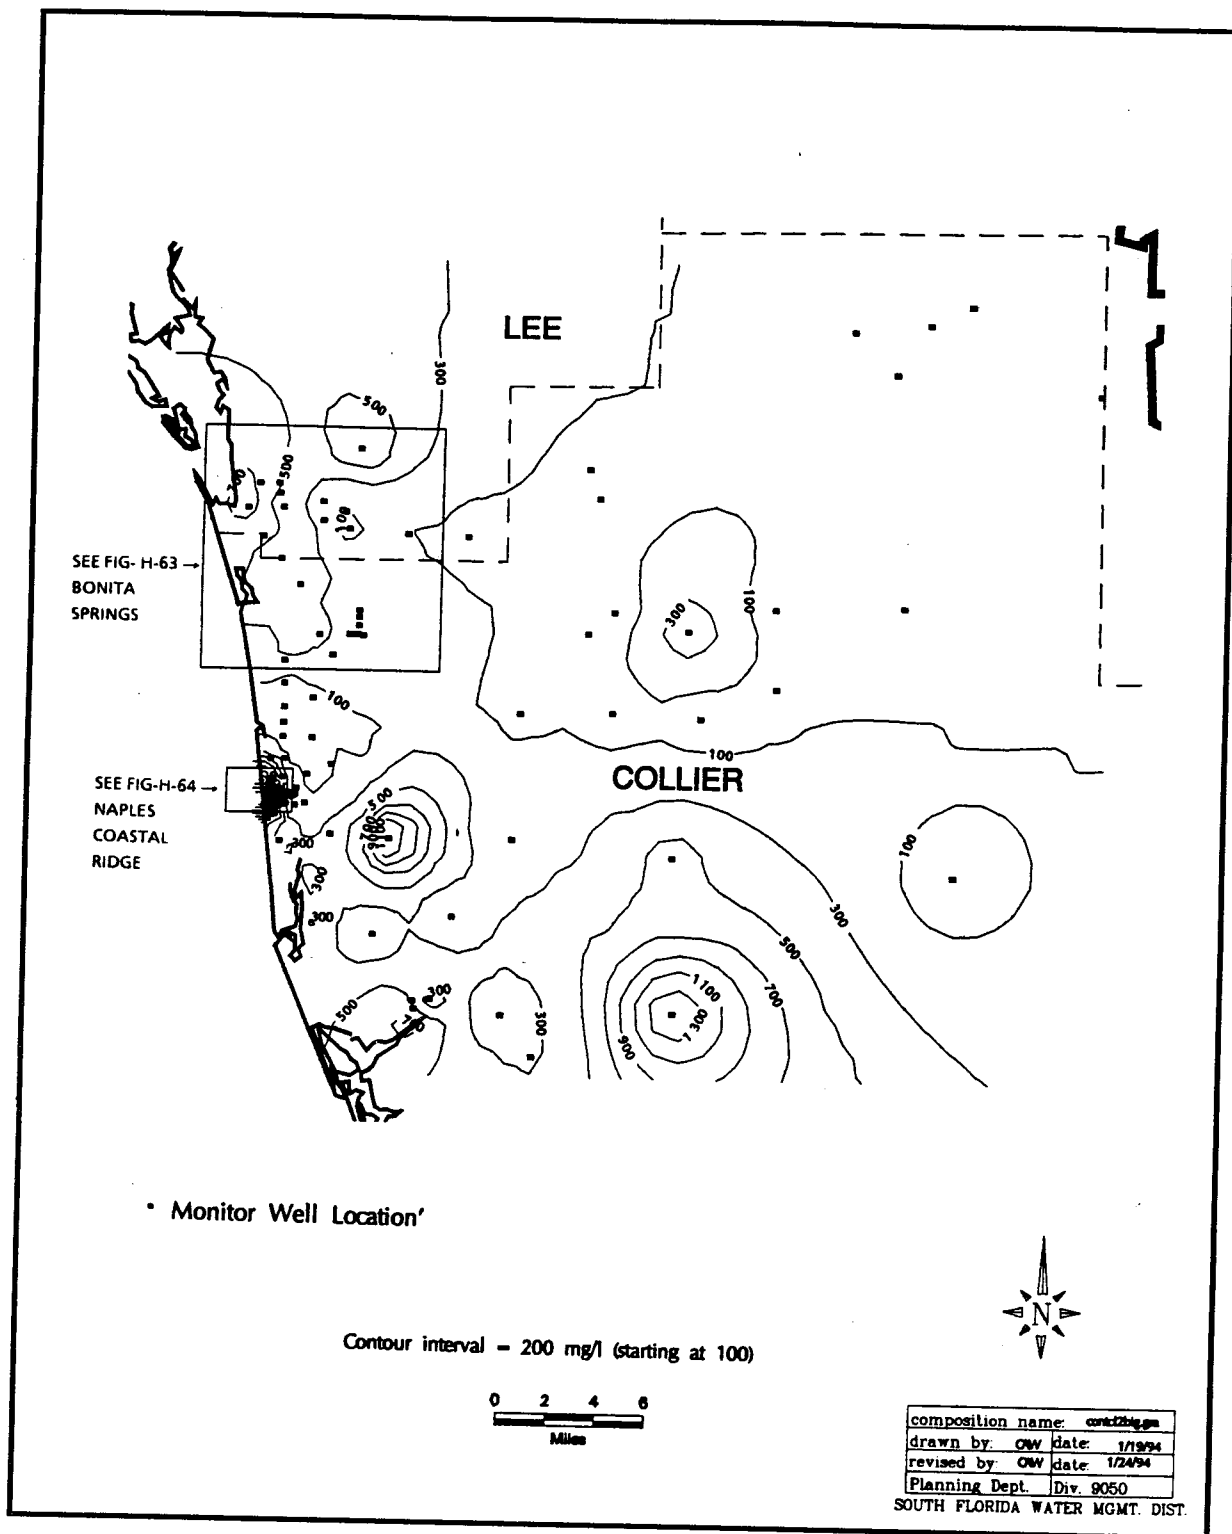 LEE
300
500
500
100
300
SEE FIG- H-63
BONITA
SPRINGS
100
100
COLLIER
SEE FIG-H-64
NAPLES
COASTAL
RIDGE
500
700
900
300
300
300
100
300
500
700
1100
1300
900
300
300
500
• Monitor Well Location'
N
Contour interval = 200 mg/l (starting at 100)
0 2 4 6
Miles
composition name:
drawn by: OW date: 1/19/94
revised by: OW date: 1/24/94
Planning Dept. Div. 9050
SOUTH FLORIDA WATER MGMT. DIST.